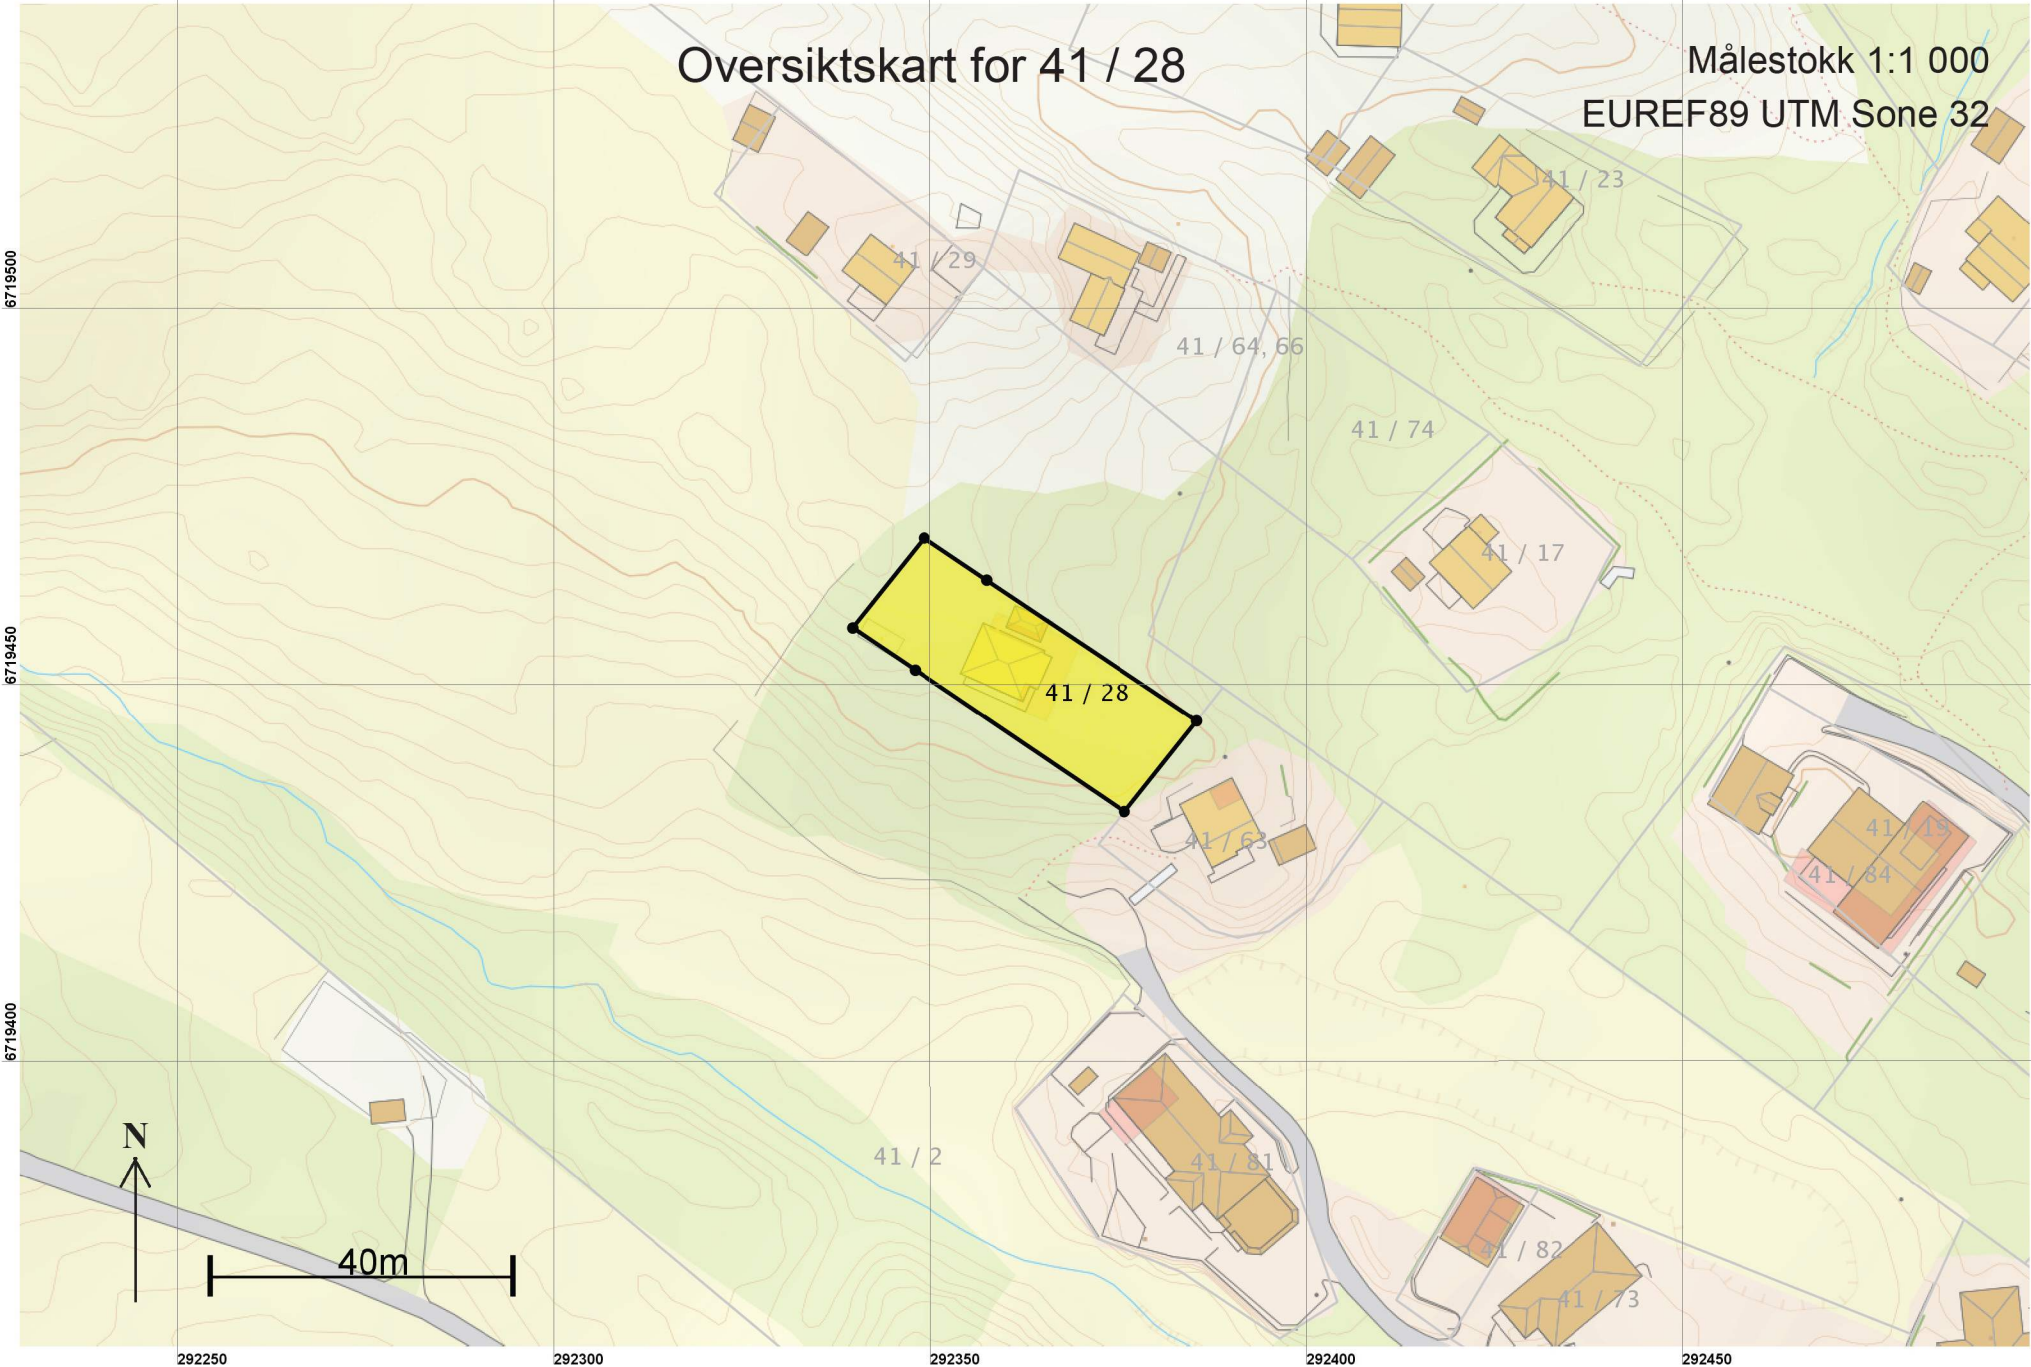 Oversiktskart for 41 / 28
Målestokk 1:1 000
EUREF89 UTM Sone 32
41 / 23
41 / 29
6719500
41 / 64, 66
41 / 74
41 / 17
6719450
41 / 28
41 / 19
41 / 63
41 / 84
6719400
N
41 / 2
41 / 81
41 / 82
40m
41 / 73
292250
292300
292350
292400
292450